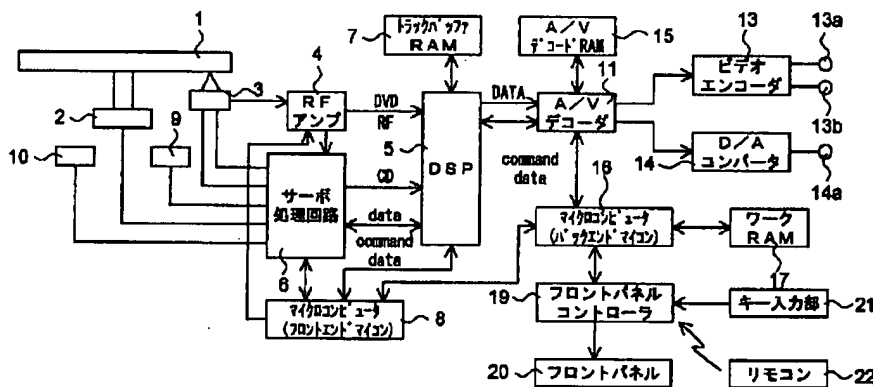 1
2
3
4
RF
アンプ
DVD
RF
5
DSP
7
トラックバッファ
RAM
DATA
A/V
デコードRAM
15
11
A/V
デコーダ
13
ビデオ
エンコーダ
13a
13b
14
D/A
コンバータ
14a
9
10
6
サーボ
処理回路
CD
data
command
data
command
data
16
マイクロコンピュータ
(バックエンドマイコン)
ワーク
RAM
17
8
マイクロコンピュータ
(フロントエンドマイコン)
19
フロントパネル
コントローラ
キー入力部
21
20
フロントパネル
リモコン
22